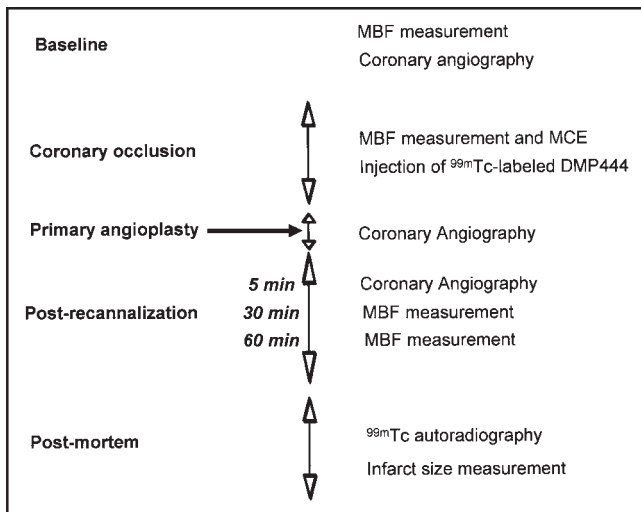 Baseline
MBF measurement
Coronary angiography
Coronary occlusion
MBF measurement and MCE
Injection of ⁹⁹ᵐTc-labeled DMP444
Primary angioplasty
Coronary Angiography
Post-recannalization
5 min Coronary Angiography
30 min MBF measurement
60 min MBF measurement
Post-mortem
⁹⁹ᵐTc autoradiography
Infarct size measurement